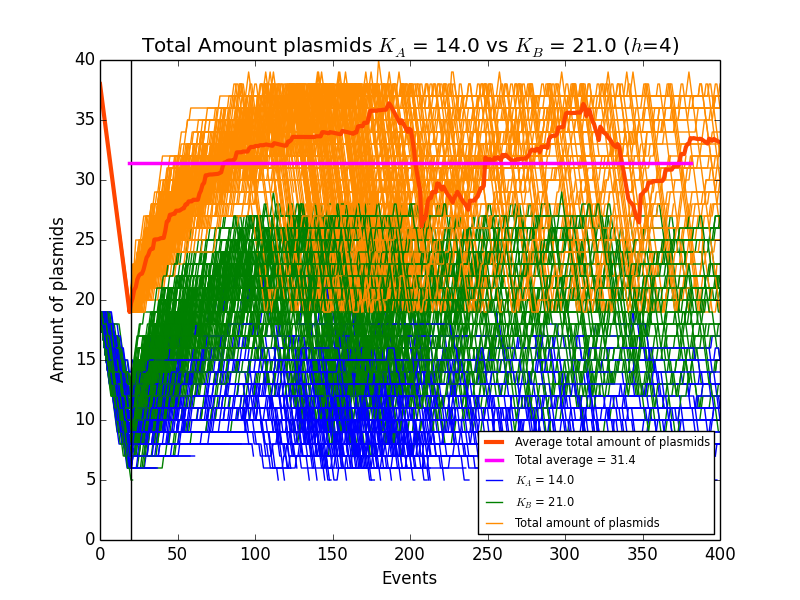 Total Amount plasmids K_A = 14.0 vs K_B = 21.0 (h=4)
40
35
30
25
20
15
10
5
0
Amount of plasmids
Average total amount of plasmids
Total average = 31.4
K_A = 14.0
K_B = 21.0
Total amount of plasmids
0 50 100 150 200 250 300 350 400
Events